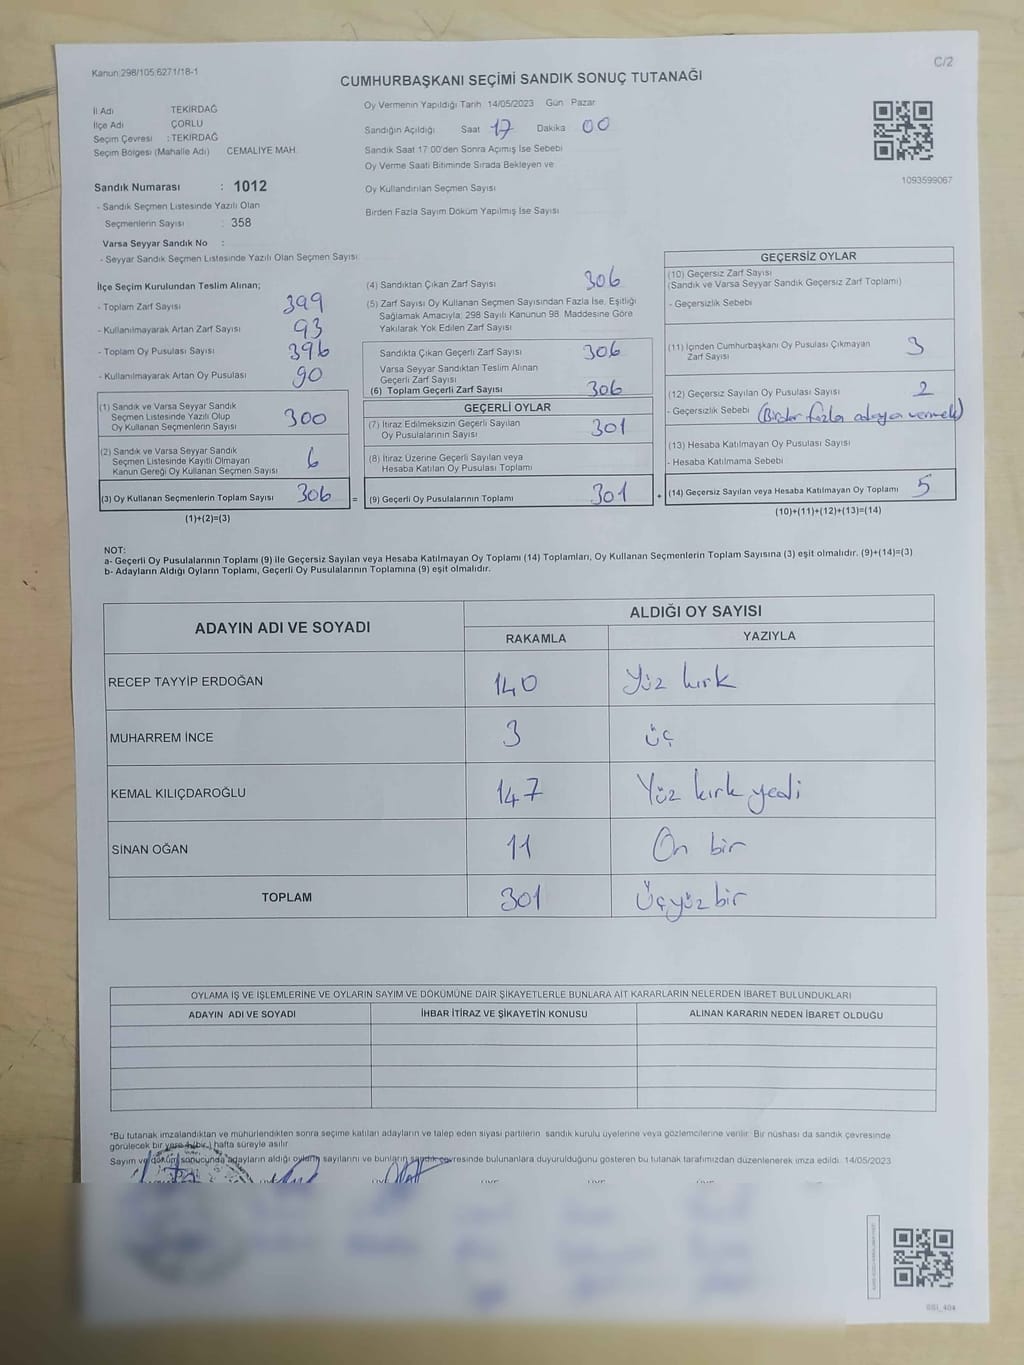 Kanun:298/105,6271/18-1
C/2
CUMHURBAŞKANI SEÇİMİ SANDIK SONUÇ TUTANAĞI
İl Adı TEKİRDAĞ
İlçe Adı ÇORLU
Seçim Çevresi : TEKİRDAĞ
Seçim Bölgesi (Mahalle Adı) CEMALİYE MAH.
Oy Vermenin Yapıldığı Tarih 14/05/2023 Gün Pazar
Sandığın Açıldığı Saat 17 Dakika 00
Sandık Saat 17:00'den Sonra Açmış İse Sebebi
Oy Verme Saati Bitiminde Sırada Bekleyen ve
Oy Kullandırılan Seçmen Sayısı
Birden Fazla Sayım Döküm Yapılmış İse Sayısı
1093599067
Sandık Numarası : 1012
- Sandık Seçmen Listesinde Yazılı Olan
Seçmenlerin Sayısı : 358
Varsa Seyyar Sandık No :
- Seyyar Sandık Seçmen Listesinde Yazılı Olan Seçmen Sayısı:
İlçe Seçim Kurulundan Teslim Alınan;
- Toplam Zarf Sayısı 399
- Kullanılmayarak Artan Zarf Sayısı 93
- Toplam Oy Pusulası Sayısı 396
- Kullanılmayarak Artan Oy Pusulası 90
(1) Sandık ve Varsa Seyyar Sandık
Seçmen Listesinde Yazılı Olup
Oy Kullanan Seçmenlerin Sayısı 300
(2) Sandık ve Varsa Seyyar Sandık
Seçmen Listesinde Kayıtlı Olmayan
Kanun Gereği Oy Kullanan Seçmen Sayısı 6
(3) Oy Kullanan Seçmenlerin Toplam Sayısı 306 =
(1)+(2)=(3)
(4) Sandıktan Çıkan Zarf Sayısı 306
(5) Zarf Sayısı Oy Kullanan Seçmen Sayısından Fazla İse, Eşitliği
Sağlamak Amacıyla; 298 Sayılı Kanunun 98. Maddesine Göre
Yakılarak Yok Edilen Zarf Sayısı
Sandıkta Çıkan Geçerli Zarf Sayısı 306
Varsa Seyyar Sandıktan Teslim Alınan
Geçerli Zarf Sayısı
(6) Toplam Geçerli Zarf Sayısı 306
GEÇERLİ OYLAR
(7) İtiraz Edilmeksizin Geçerli Sayılan
Oy Pusulalarının Sayısı 301
(8) İtiraz Üzerine Geçerli Sayılan veya
Hesaba Katılan Oy Pusulası Toplamı
(9) Geçerli Oy Pusulalarının Toplamı 301 +
GEÇERSİZ OYLAR
(10) Geçersiz Zarf Sayısı
(Sandık ve Varsa Seyyar Sandık Geçersiz Zarf Toplamı)
- Geçersizlik Sebebi
(11) İçinden Cumhurbaşkanı Oy Pusulası Çıkmayan
Zarf Sayısı 3
(12) Geçersiz Sayılan Oy Pusulası Sayısı 2
- Geçersizlik Sebebi (Birden fazla adaya vermek)
(13) Hesaba Katılmayan Oy Pusulası Sayısı
- Hesaba Katılmama Sebebi
(14) Geçersiz Sayılan veya Hesaba Katılmayan Oy Toplamı 5
(10)+(11)+(12)+(13)=(14)
NOT:
a- Geçerli Oy Pusulalarının Toplamı (9) ile Geçersiz Sayılan veya Hesaba Katılmayan Oy Toplamı (14) Toplamları, Oy Kullanan Seçmenlerin Toplam Sayısına (3) eşit olmalıdır. (9)+(14)=(3)
b- Adayların Aldığı Oyların Toplamı, Geçerli Oy Pusulalarının Toplamına (9) eşit olmalıdır.
ADAYIN ADI VE SOYADI
ALDIĞI OY SAYISI
RAKAMLA YAZIYLA
RECEP TAYYİP ERDOĞAN 140 Yüz kırk
MUHARREM İNCE 3 üç
KEMAL KILIÇDAROĞLU 147 Yüz kırk yedi
SİNAN OĞAN 11 On bir
TOPLAM 301 Üçyüz bir
OYLAMA İŞ VE İŞLEMLERİNE VE OYLARIN SAYIM VE DÖKÜMÜNE DAİR ŞİKAYETLERLE BUNLARA AİT KARARLARIN NELERDEN İBARET BULUNDUKLARI
ADAYIN ADI VE SOYADI İHBAR İTİRAZ VE ŞİKAYETİN KONUSU ALINAN KARARIN NEDEN İBARET OLDUĞU
*Bu tutanak imzalandıktan ve mühürlendikten sonra seçime katılan adayların ve talep eden siyasi partilerin sandık kurulu üyelerine veya gözlemcilerine verilir. Bir nüshası da sandık çevresinde
görülecek bir yere 1 (bir) hafta süreyle asılır.
Sayım ve döküm sonucunda adayların aldığı oyların sayılarını ve bunların sandık çevresinde bulunanlara duyurulduğunu gösteren bu tutanak tarafımızdan düzenlenerek imza edildi. 14/05/2023